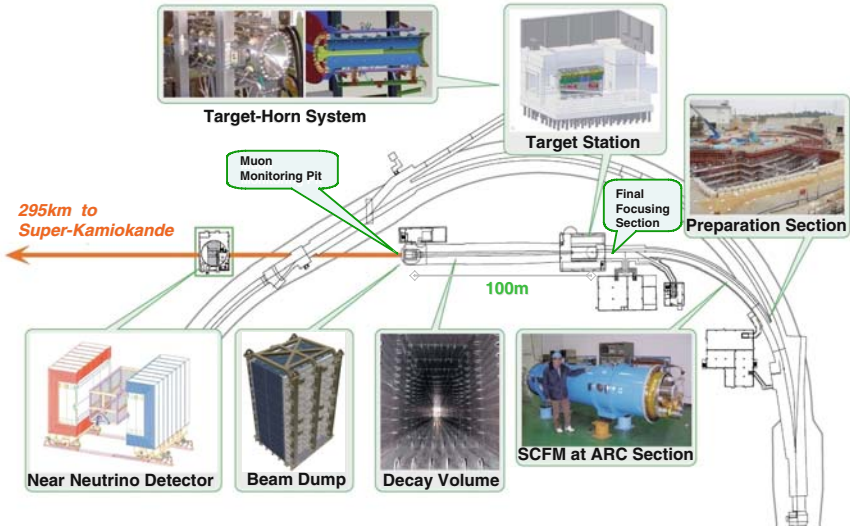 Target-Horn System
Target Station
Muon
Monitoring Pit
Final
Focusing
Section
Preparation Section
295km to
Super-Kamiokande
100m
Near Neutrino Detector
Beam Dump
Decay Volume
SCFM at ARC Section